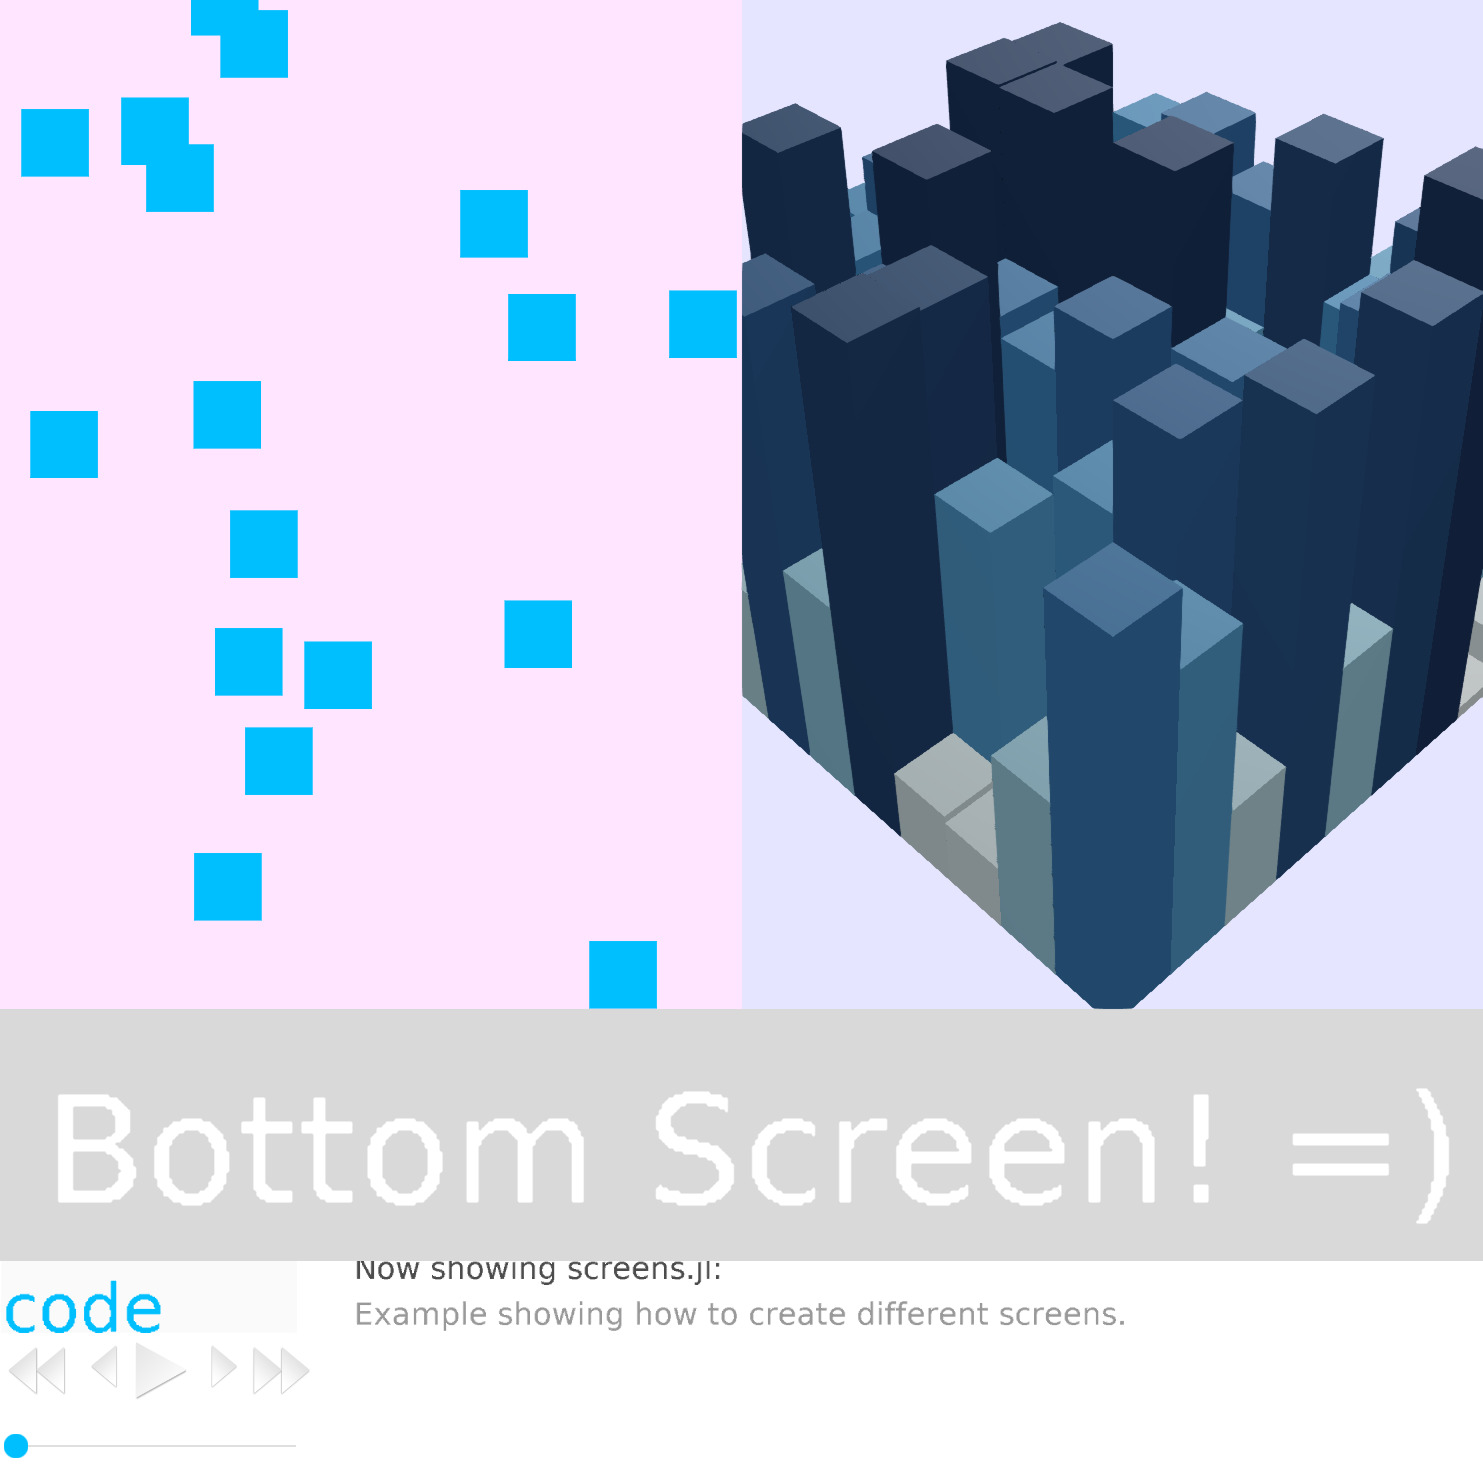 Bottom Screen! =)
Now showing screens.jl:
code
Example showing how to create different screens.